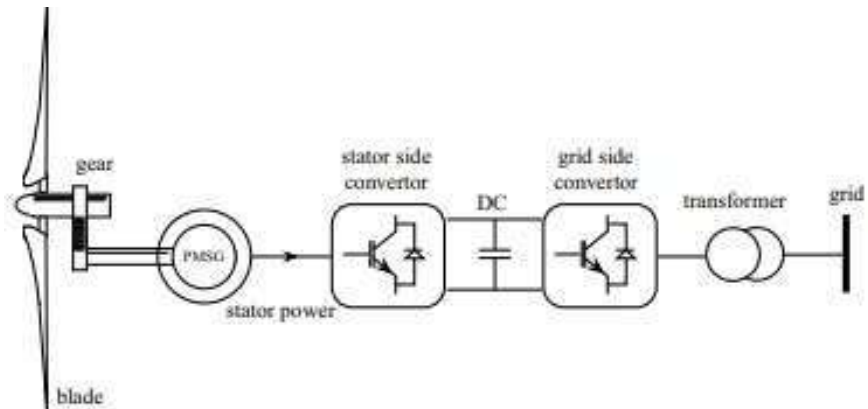 gear
stator side
convertor
grid side
convertor
DC
transformer
grid
PMSG
stator power
blade